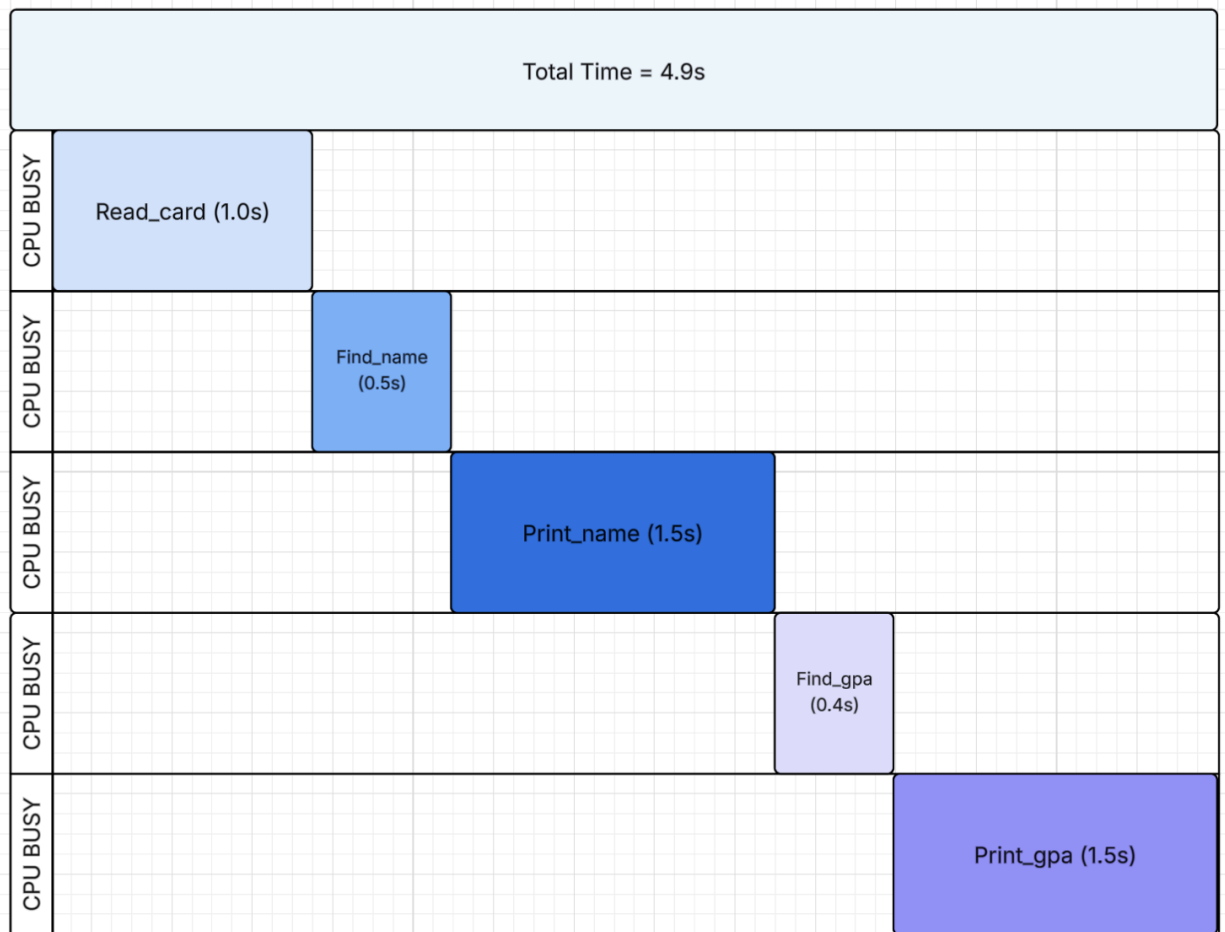 Total Time = 4.9s
CPU BUSY
Read_card (1.0s)
CPU BUSY
Find_name
(0.5s)
CPU BUSY
Print_name (1.5s)
CPU BUSY
Find_gpa
(0.4s)
CPU BUSY
Print_gpa (1.5s)